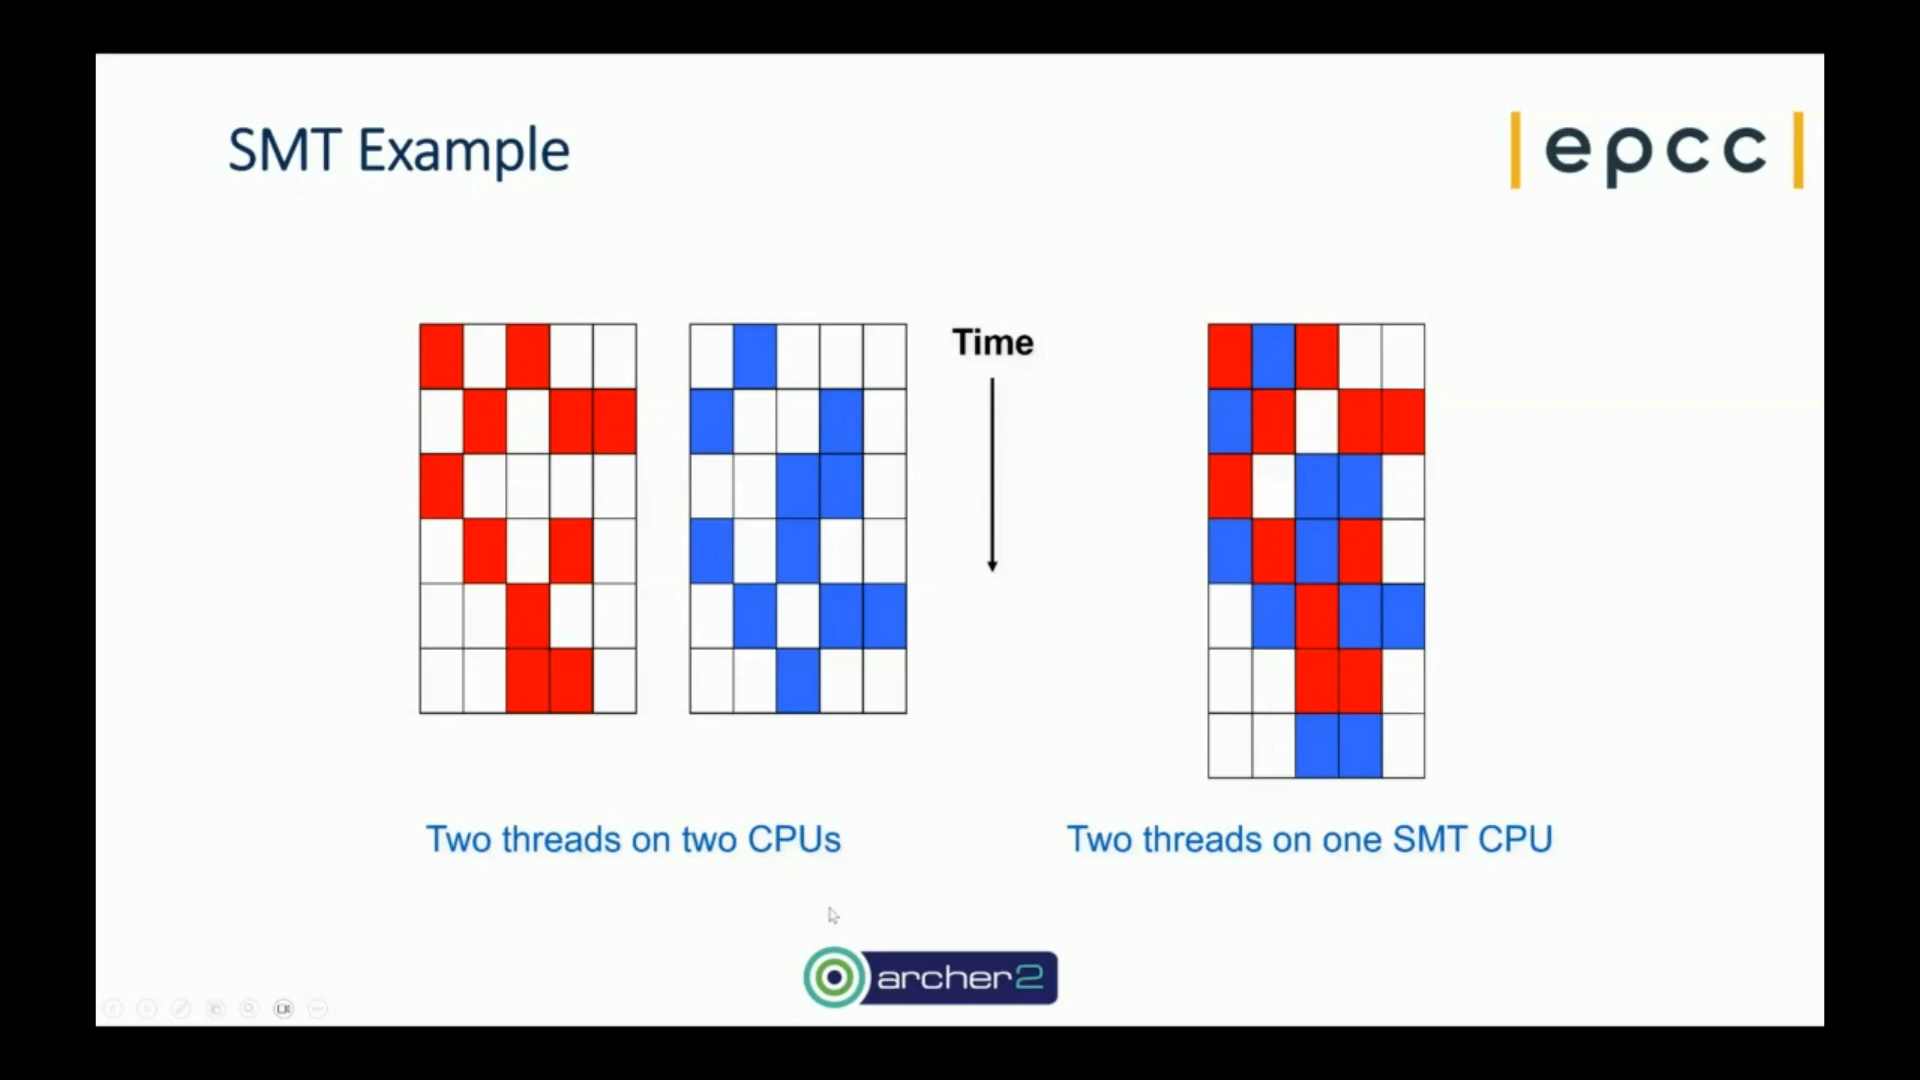 SMT Example
epcc
Time
Two threads on two CPUs
Two threads on one SMT CPU
archer2